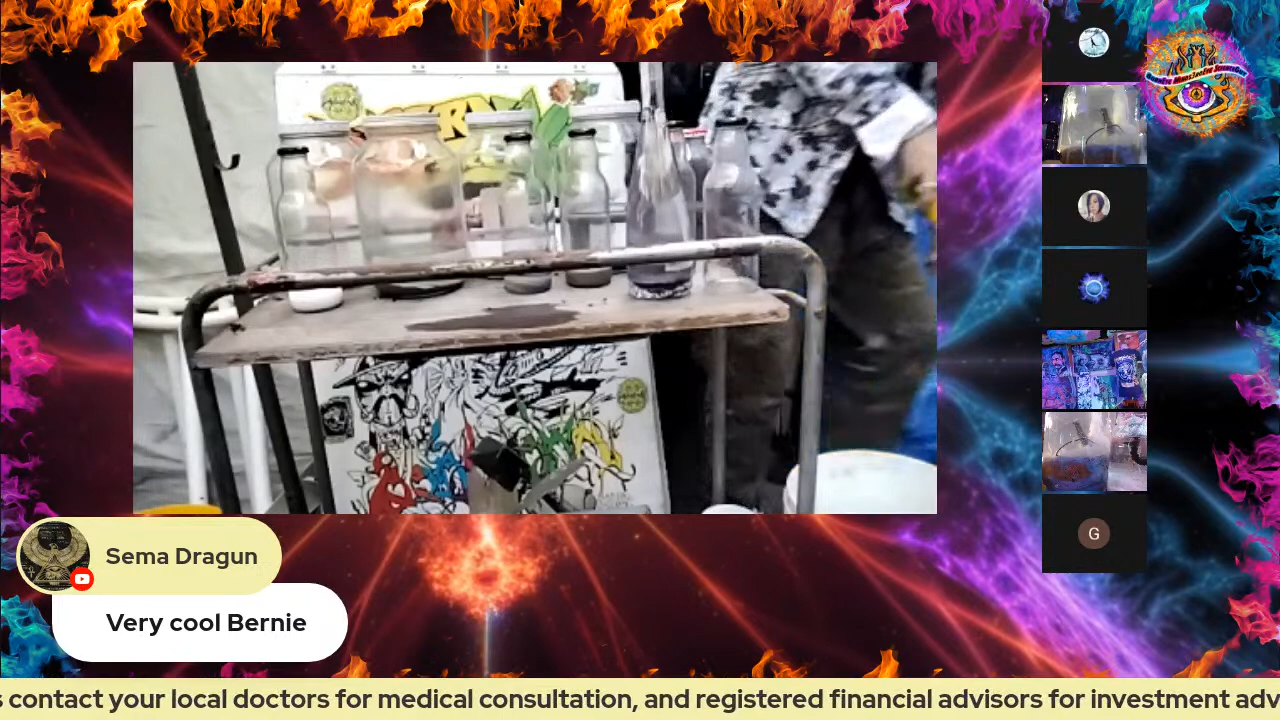 Sema Dragun
Very cool Bernie
G
s contact your local doctors for medical consultation, and registered financial advisors for investment adv